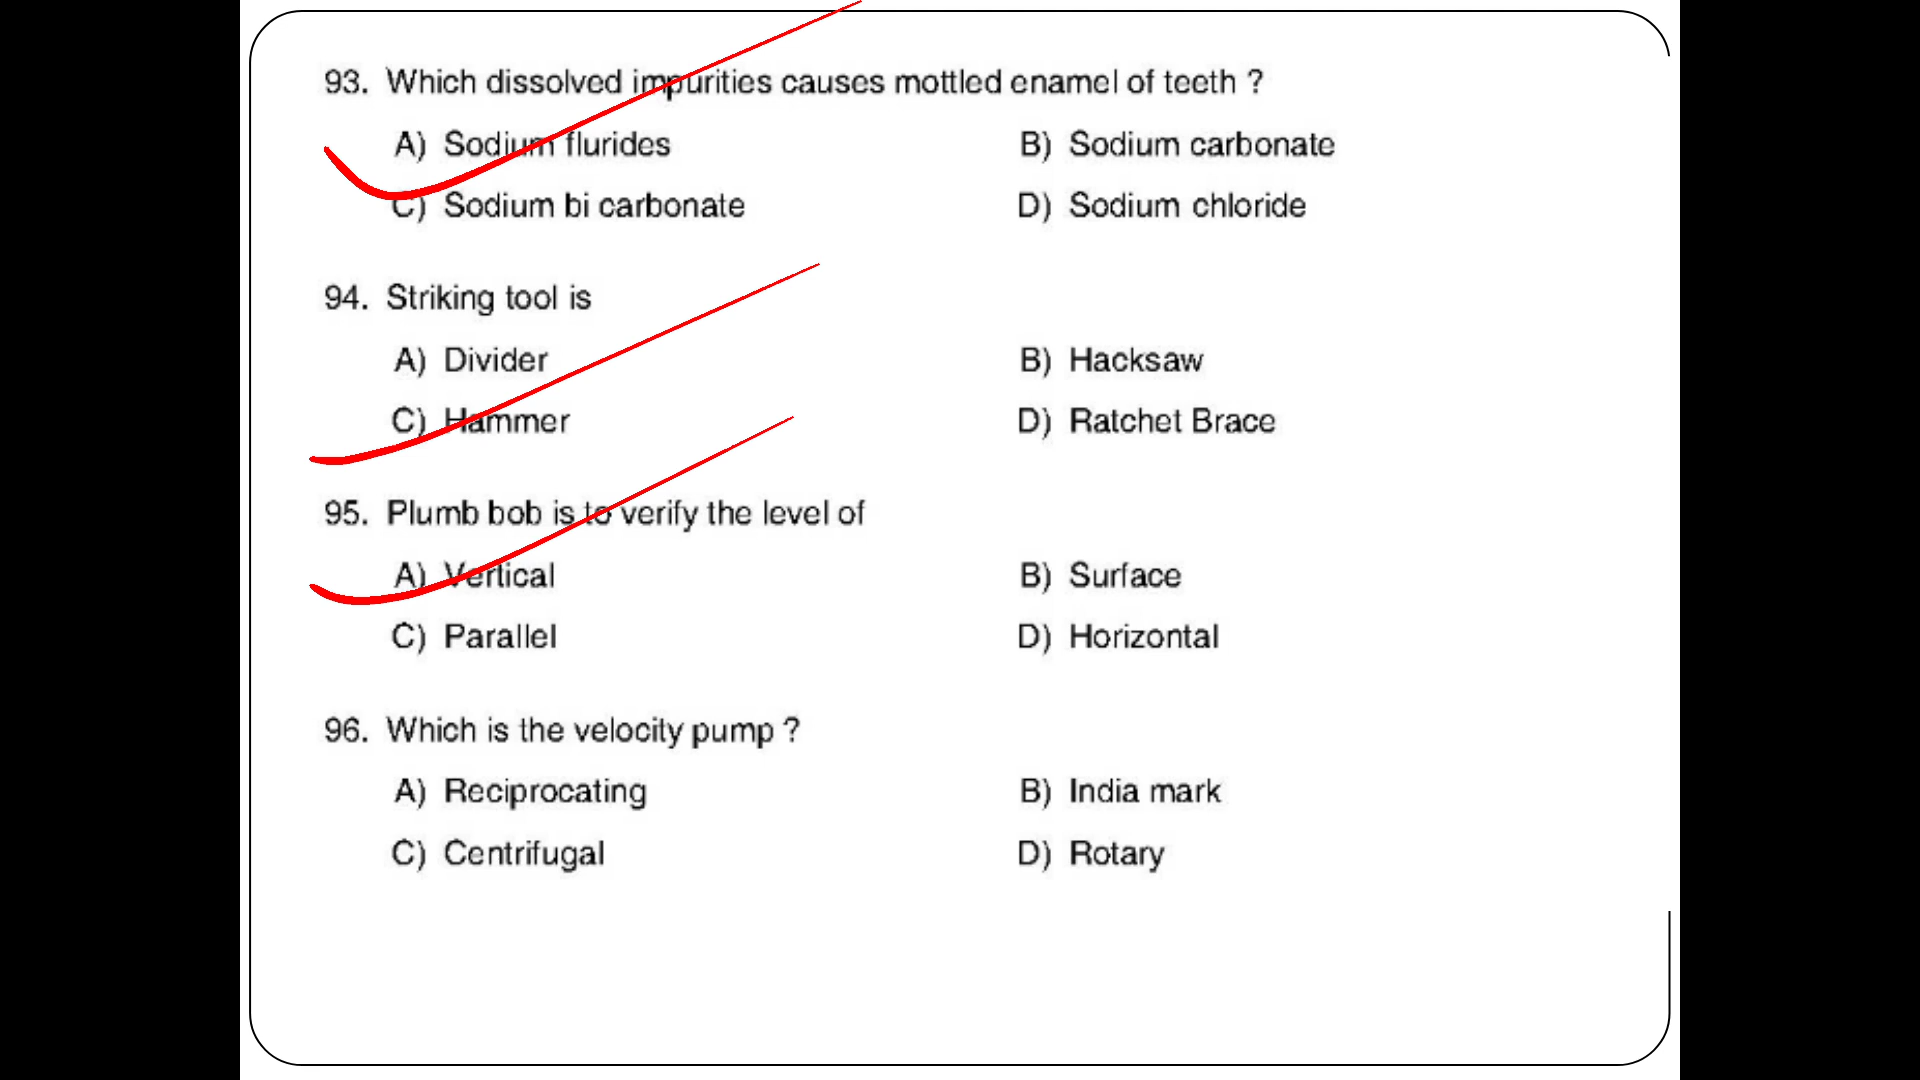 93. Which dissolved impurities causes mottled enamel of teeth ?
A) Sodium flurides B) Sodium carbonate
C) Sodium bi carbonate D) Sodium chloride
94. Striking tool is
A) Divider B) Hacksaw
C) Hammer D) Ratchet Brace
95. Plumb bob is to verify the level of
A) Vertical B) Surface
C) Parallel D) Horizontal
96. Which is the velocity pump ?
A) Reciprocating B) India mark
C) Centrifugal D) Rotary